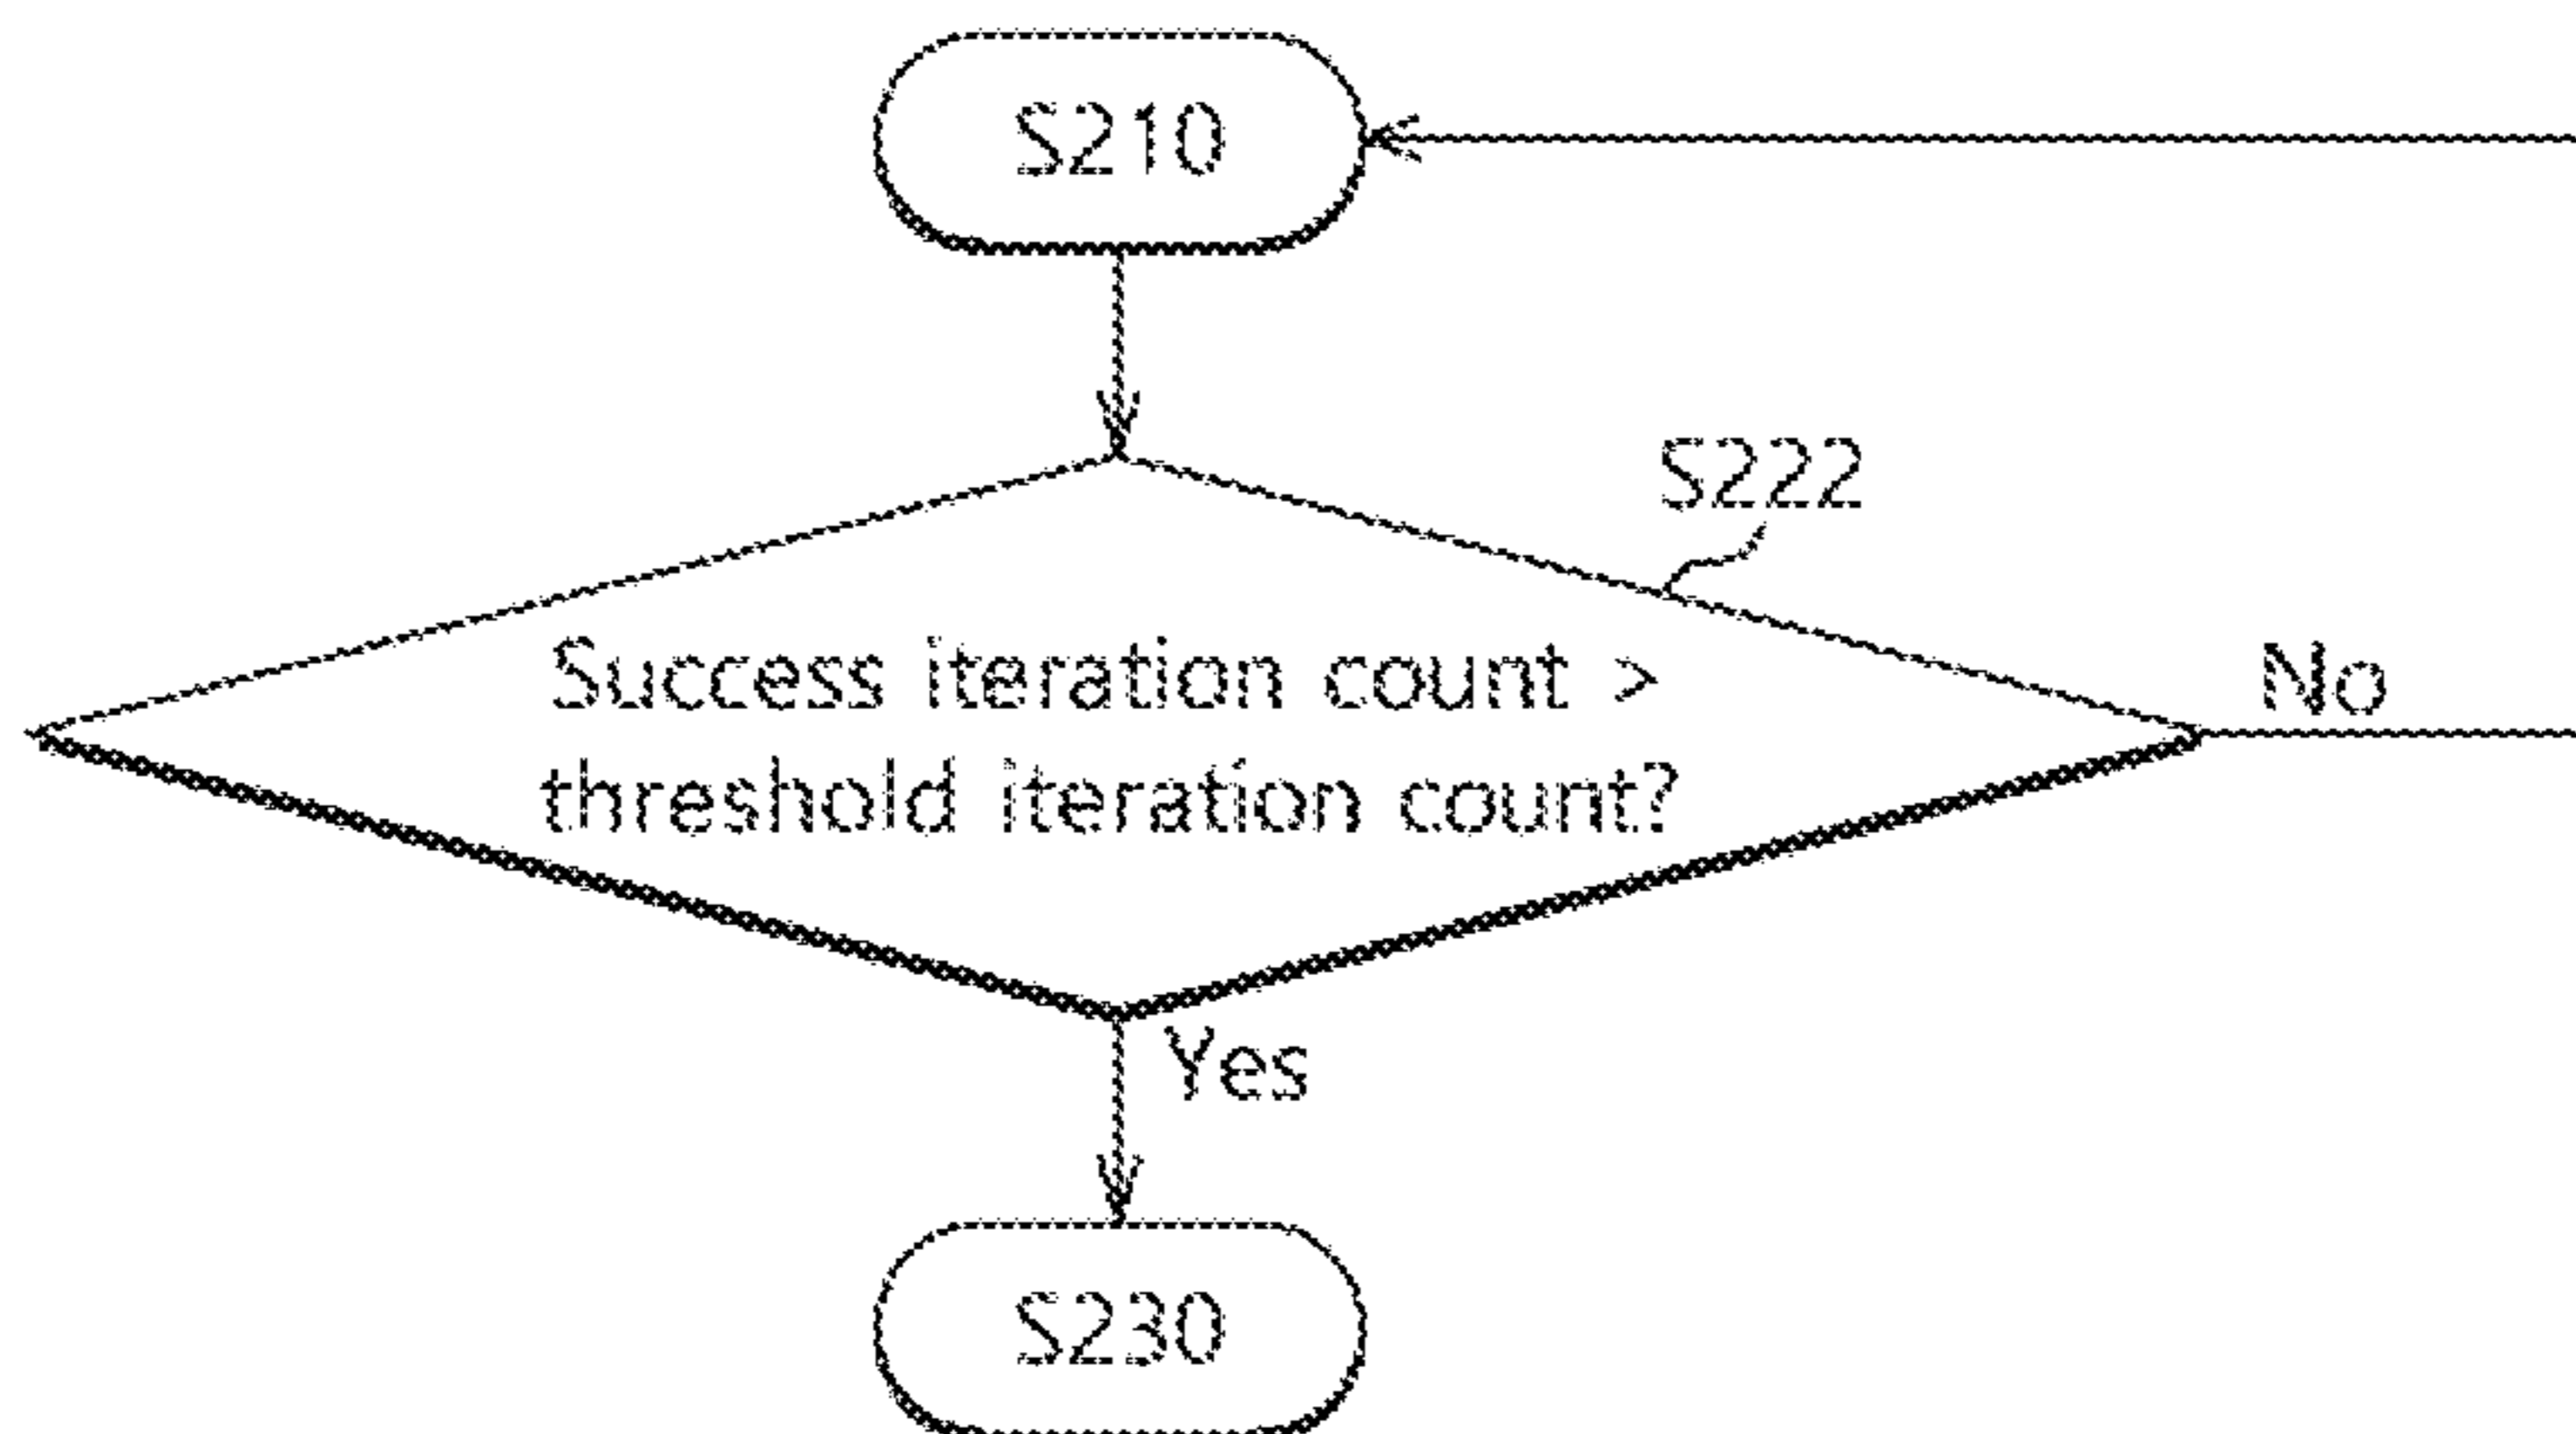 S210
S222
Success iteration count >
threshold iteration count?
No
Yes
S230